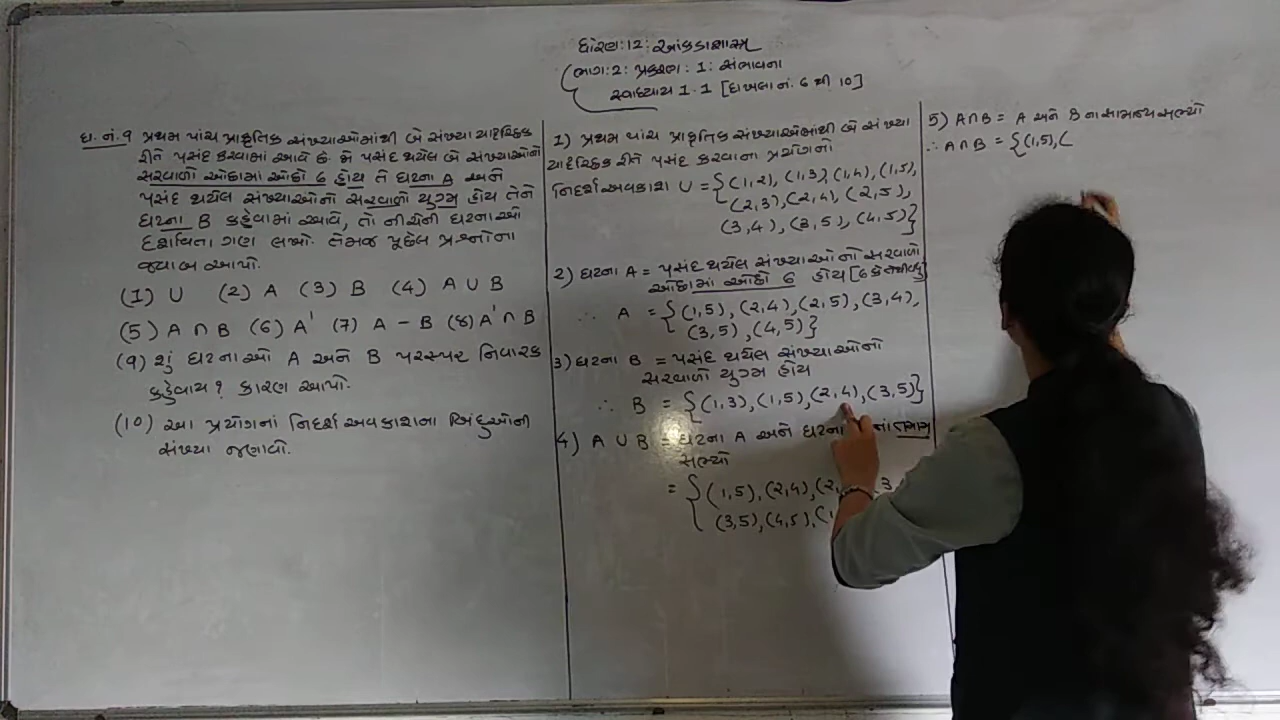 ધોરણ:12: આંકડાશાસ્ત્ર
ભાગ:2: પ્રકરણ: 1: સંભાવના
સ્વાધ્યાય 1.1 [દાખલા નં. 6 થી 10]
દા. નં. 9 પ્રથમ પાંચ પ્રાકૃતિક સંખ્યાઓમાંથી બે સંખ્યા યાદચ્છિક
રીતે પસંદ કરવામાં આવે છે. જો પસંદ થયેલ બે સંખ્યાઓનો
સરવાળો ઓછામાં ઓછો 6 હોય તે ઘટના A અને
પસંદ થયેલ સંખ્યાઓનો સરવાળો યુગ્મ હોય તેને
ઘટના B કહેવામાં આવે, તો નીચેની ઘટનાઓ
દર્શાવતા ગણ લખો. તેમજ પૂછેલ પ્રશ્નોના
જવાબ આપો.
(1) U (2) A (3) B (4) A ∪ B
(5) A ∩ B (6) A' (7) A - B (8) A' ∩ B
(9) શું ઘટનાઓ A અને B પરસ્પર નિવારક
કહેવાય? કારણ આપો.
(10) આ પ્રયોગનાં નિદર્શ અવકાશના બિંદુઓની
સંખ્યા જણાવો.
1) પ્રથમ પાંચ પ્રાકૃતિક સંખ્યાઓમાંથી બે સંખ્યા
યાદચ્છિક રીતે પસંદ કરવાના પ્રયોગનો
નિદર્શ અવકાશ U = {(1,2), (1,3), (1,4), (1,5),
(2,3), (2,4), (2,5),
(3,4), (3,5), (4,5)}
2) ઘટના A = પસંદ થયેલ સંખ્યાઓનો સરવાળો
ઓછામાં ઓછો 6 હોય [6 કે તેથી વધુ]
∴ A = {(1,5), (2,4), (2,5), (3,4),
(3,5), (4,5)}
3) ઘટના B = પસંદ થયેલ સંખ્યાઓનો
સરવાળો યુગ્મ હોય
∴ B = {(1,3), (1,5), (2,4), (3,5)}
4) A ∪ B = ઘટના A અને ઘટના નાં તમામ
સભ્યો
= {(1,5), (2,4), (2, 3
(3,5), (4,5), (1,
5) A∩B = A અને B ના સામાન્ય સભ્યો
∴ A∩B = {(1,5), (